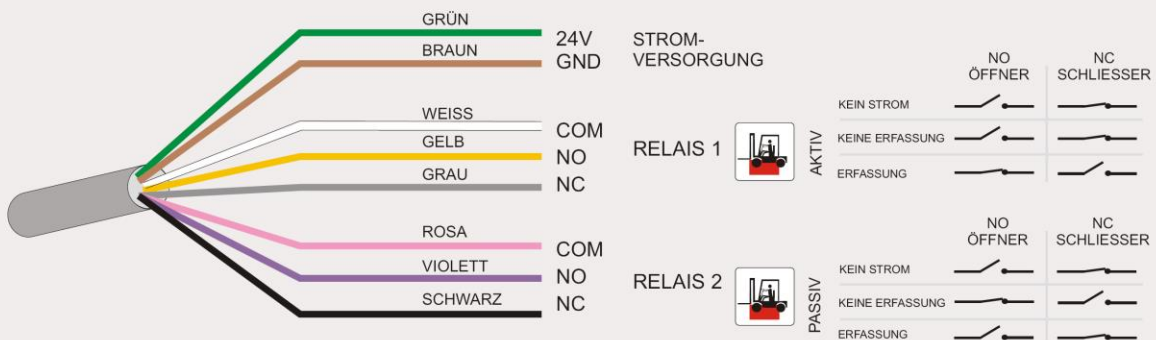 GRÜN
24V
STROM-
VERSORGUNG
BRAUN
GND
WEISS
COM
GELB
NO
GRAU
NC
RELAIS 1
AKTIV
NO
ÖFFNER
NC
SCHLIESSER
KEIN STROM
KEINE ERFASSUNG
ERFASSUNG
ROSA
COM
VIOLETT
NO
SCHWARZ
NC
RELAIS 2
PASSIV
NO
ÖFFNER
NC
SCHLIESSER
KEIN STROM
KEINE ERFASSUNG
ERFASSUNG